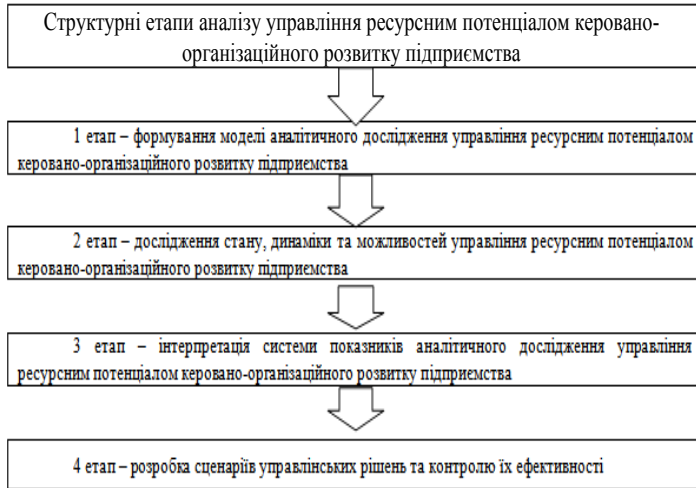 Структурні етапи аналізу управління ресурсним потенціалом керовано-
організаційного розвитку підприємства
1 етап – формування моделі аналітичного дослідження управління ресурсним потенціалом
керовано-організаційного розвитку підприємства
2 етап – дослідження стану, динаміки та можливостей управління ресурсним потенціалом
керовано-організаційного розвитку підприємства
3 етап – інтерпретація системи показників аналітичного дослідження управління
ресурсним потенціалом керовано-організаційного розвитку підприємства
4 етап – розробка сценаріїв управлінських рішень та контролю їх ефективності